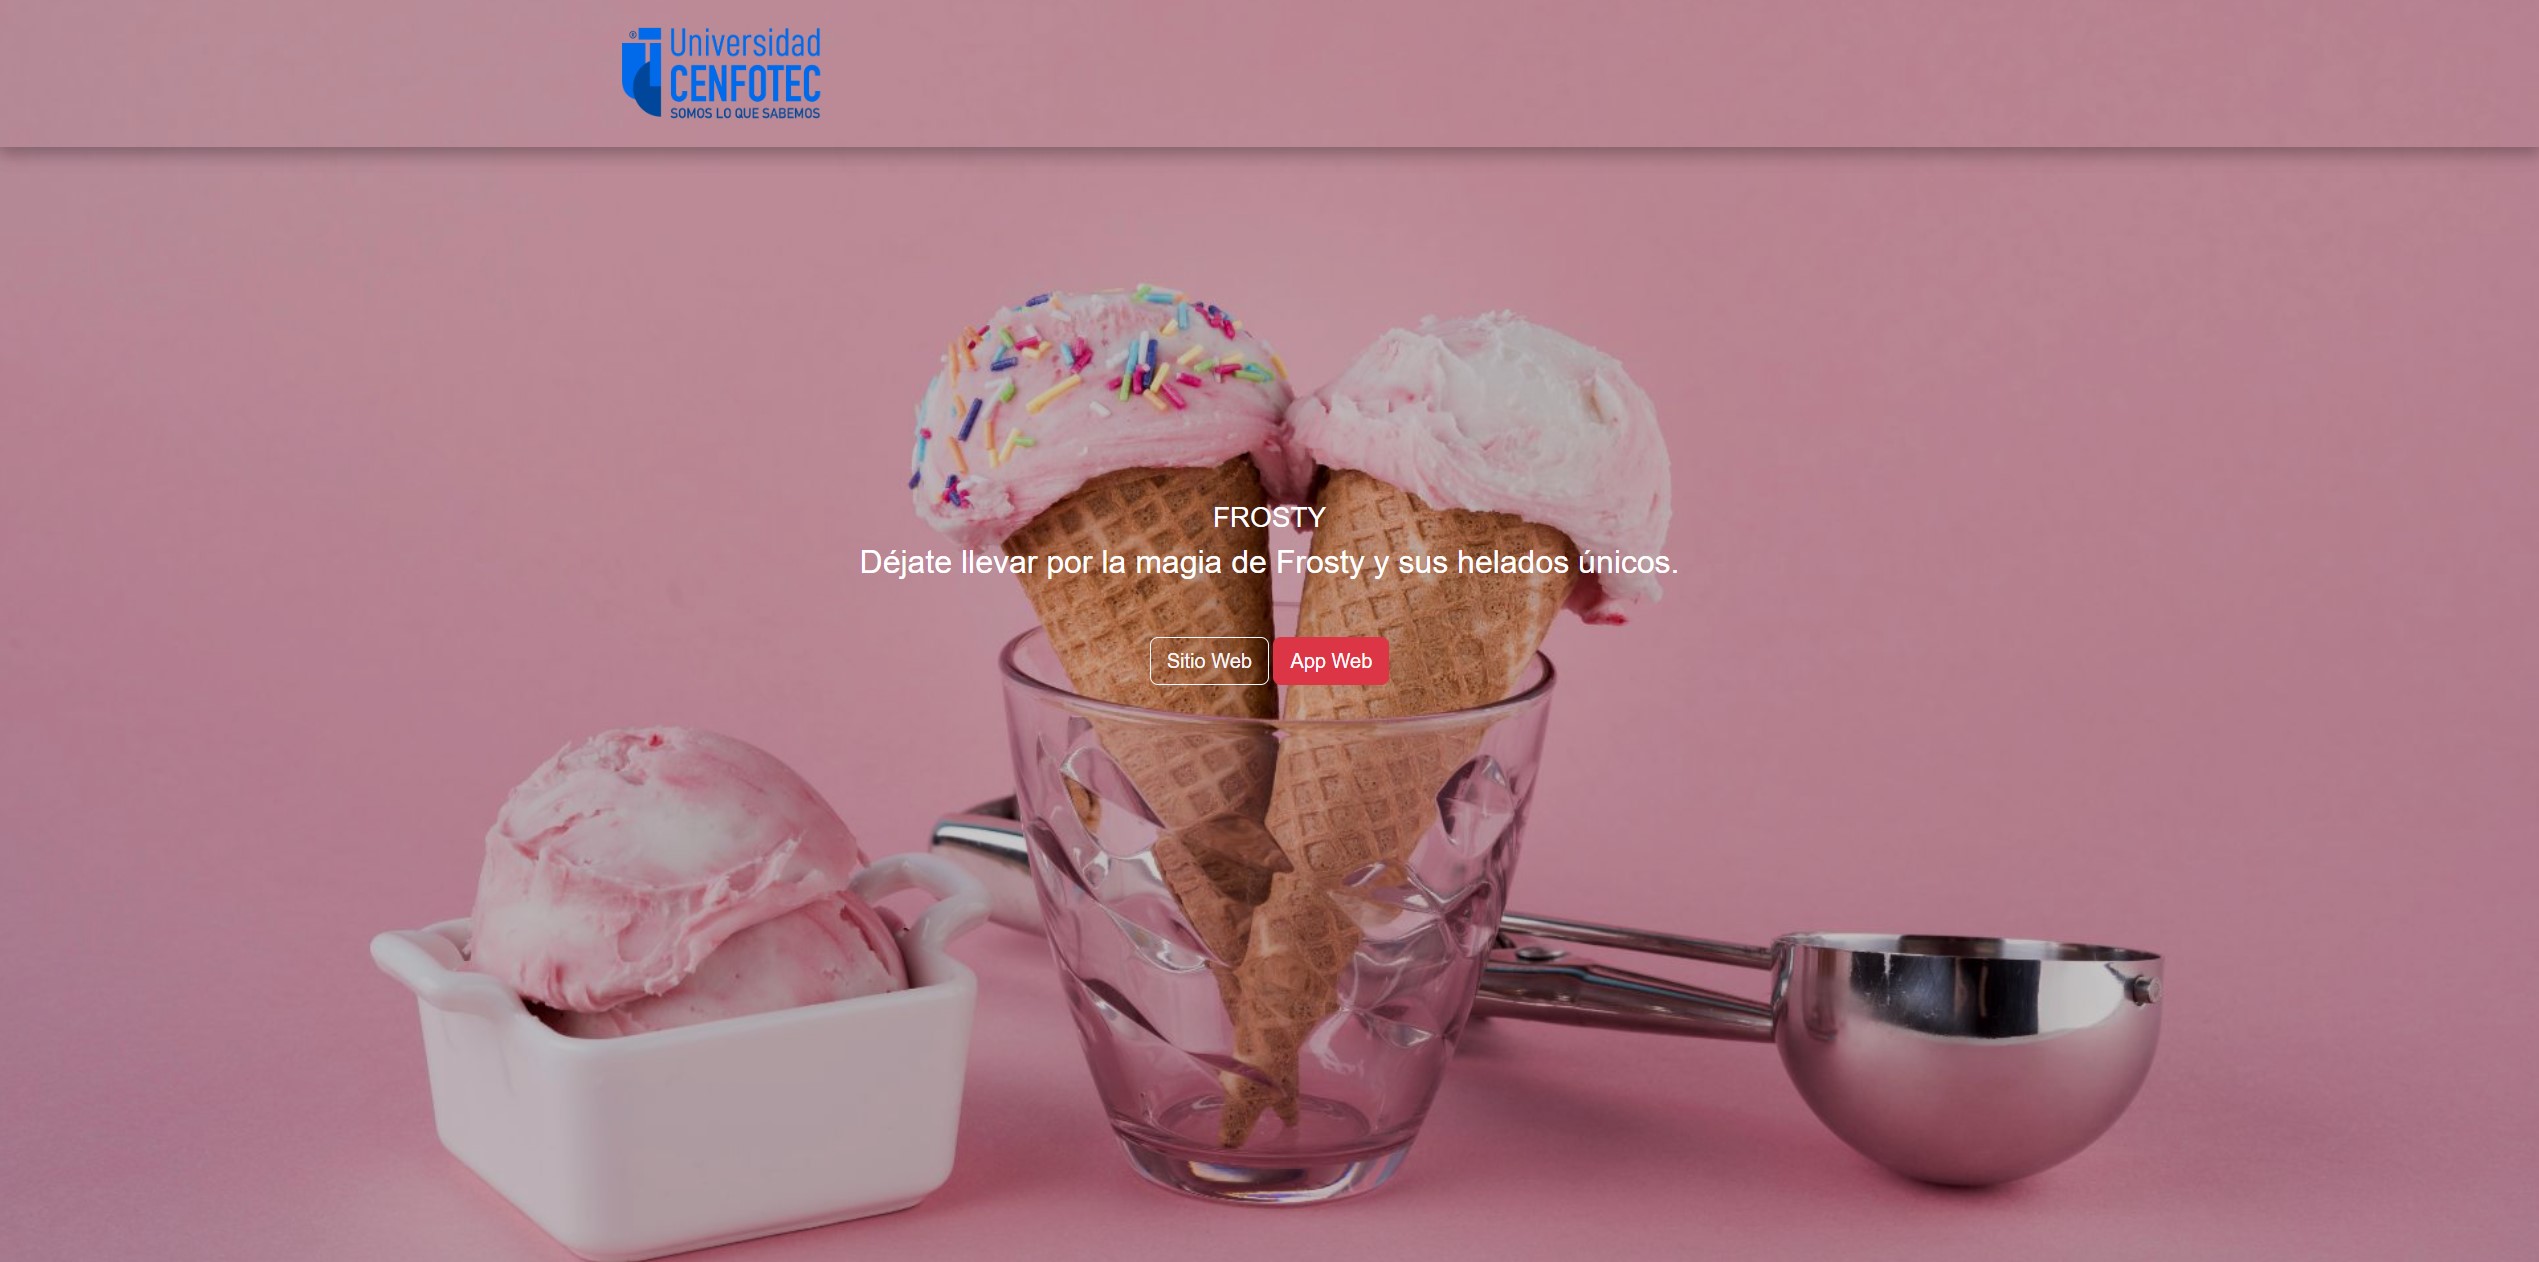 ®
Universidad
CENFOTEC
SOMOS LO QUE SABEMOS
FROSTY
Déjate llevar por la magia de Frosty y sus helados únicos.
Sitio Web App Web